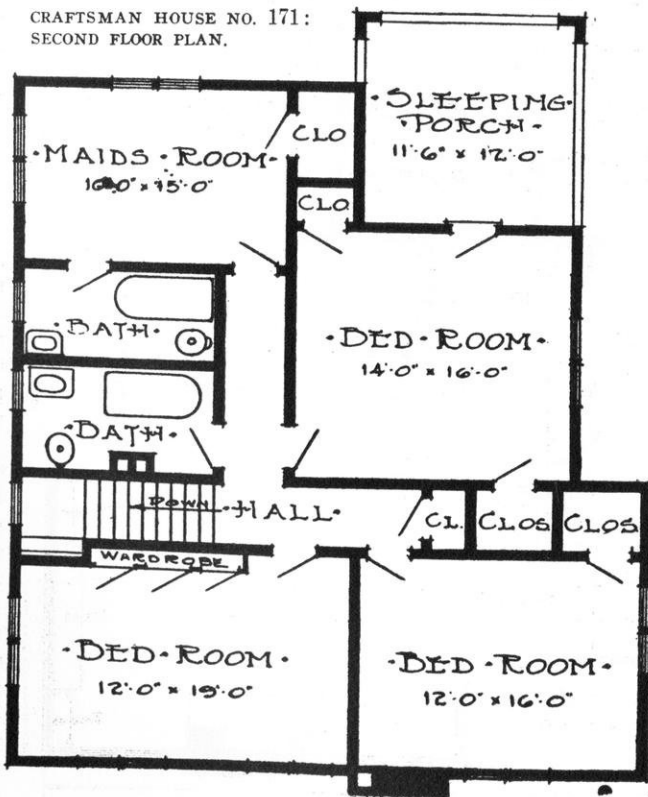 CRAFTSMAN HOUSE NO. 171:
SECOND FLOOR PLAN.
·SLEEPING·
PORCH·
11'-6" x 12'-0"
CLO
·MAIDS·ROOM·
x 15'-0"
CLO
·BATH·
·BED·ROOM·
14'-0" x 16'-0"
·BATH·
DOWN
·HALL·
CL.
CLOS
CLOS
WARDROBE
·BED·ROOM·
12'-0" x 19'-0"
·BED·ROOM·
12'-0" x 16'-0"